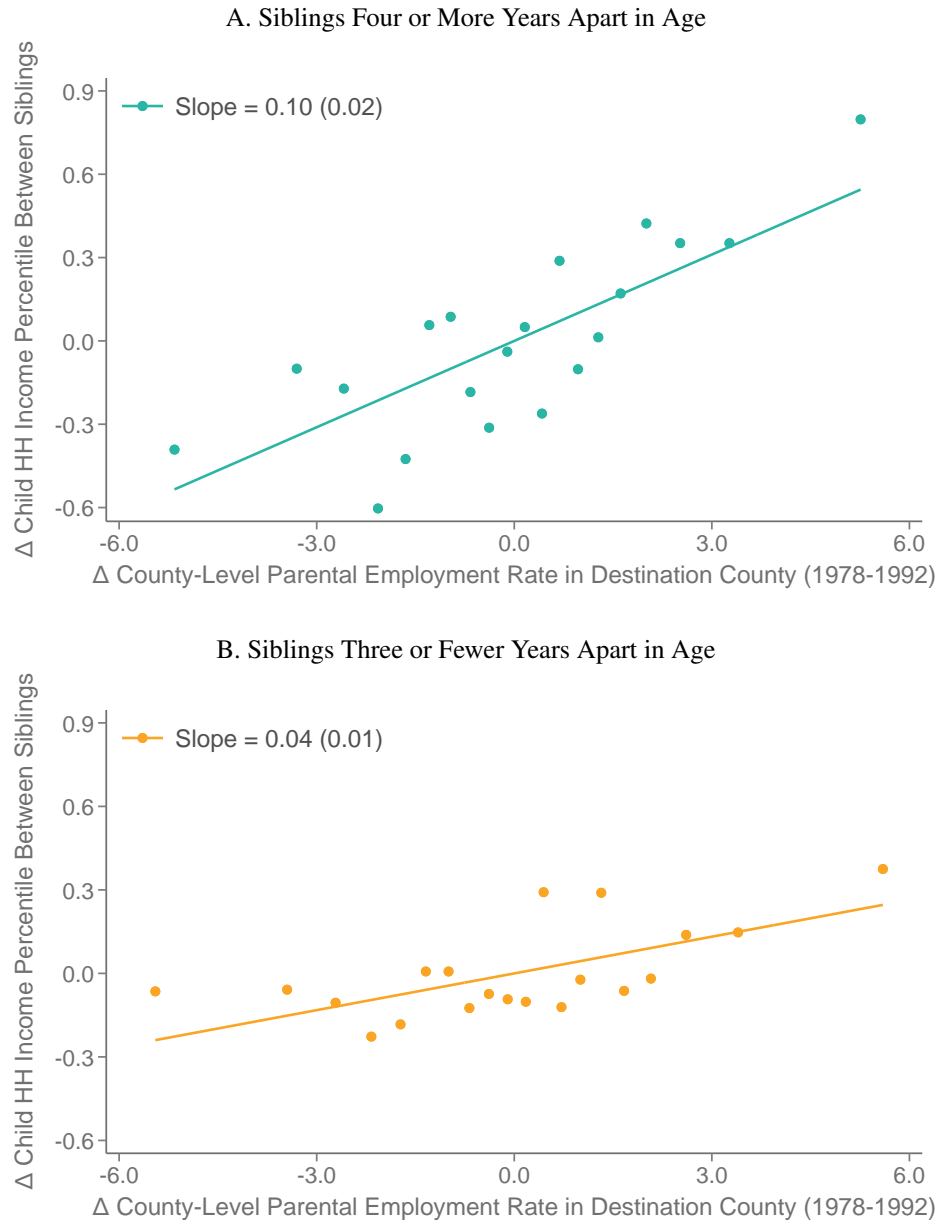 A. Siblings Four or More Years Apart in Age
Δ Child HH Income Percentile Between Siblings
0.9
0.6
0.3
0.0
-0.3
-0.6
Slope = 0.10 (0.02)
-6.0 -3.0 0.0 3.0 6.0
Δ County-Level Parental Employment Rate in Destination County (1978-1992)
B. Siblings Three or Fewer Years Apart in Age
Δ Child HH Income Percentile Between Siblings
0.9
0.6
0.3
0.0
-0.3
-0.6
Slope = 0.04 (0.01)
-6.0 -3.0 0.0 3.0 6.0
Δ County-Level Parental Employment Rate in Destination County (1978-1992)